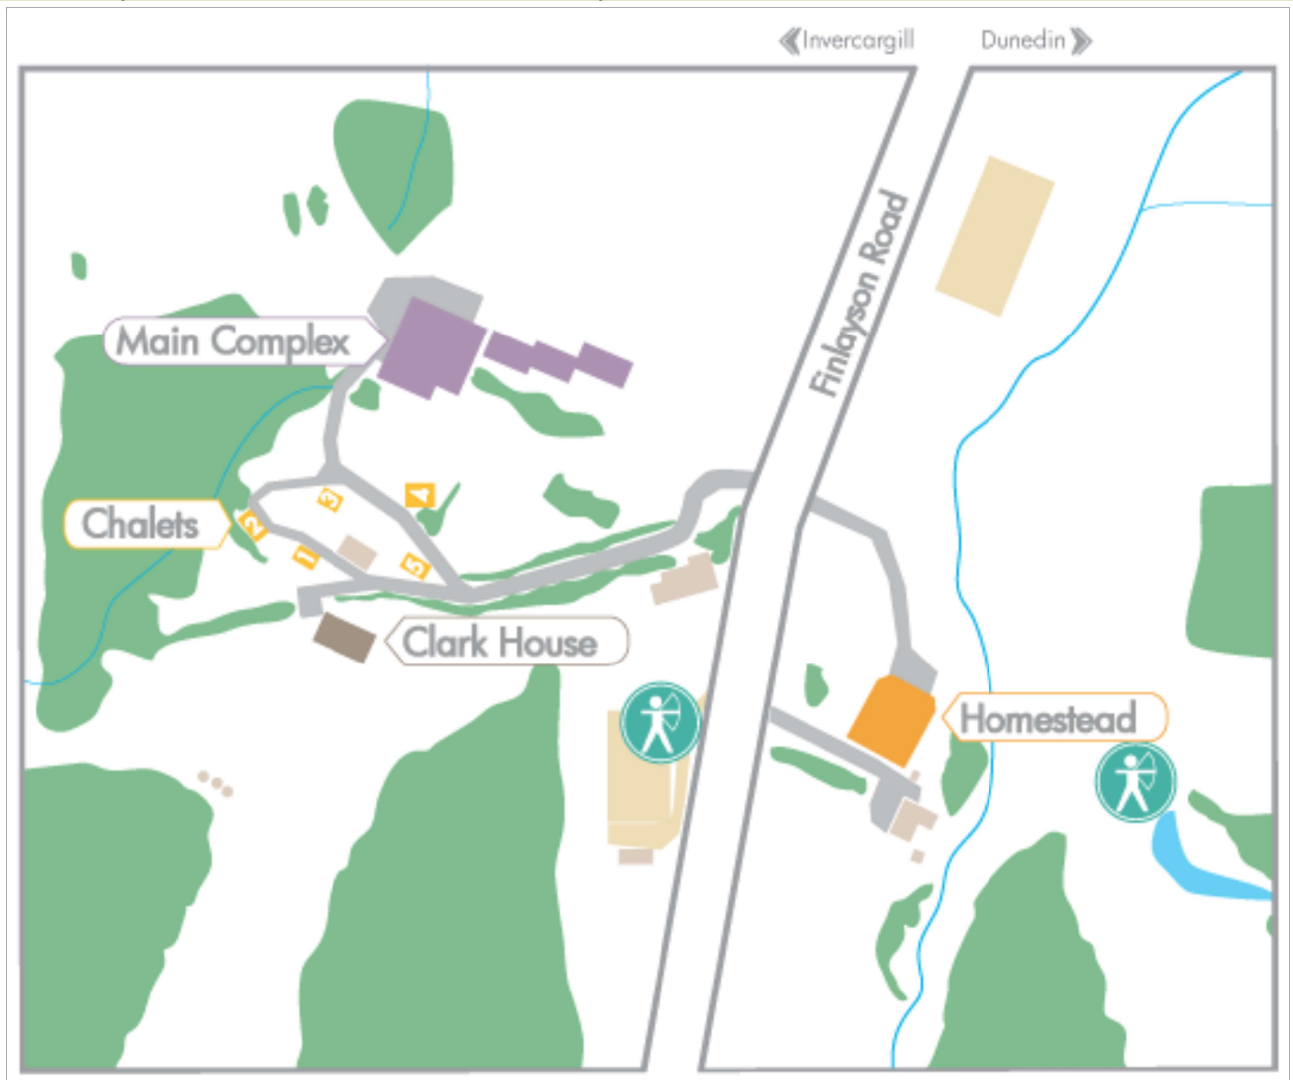 Invercargill
Dunedin
Finlayson Road
Main Complex
3
4
Chalets
2
1
5
Clark House
Homestead